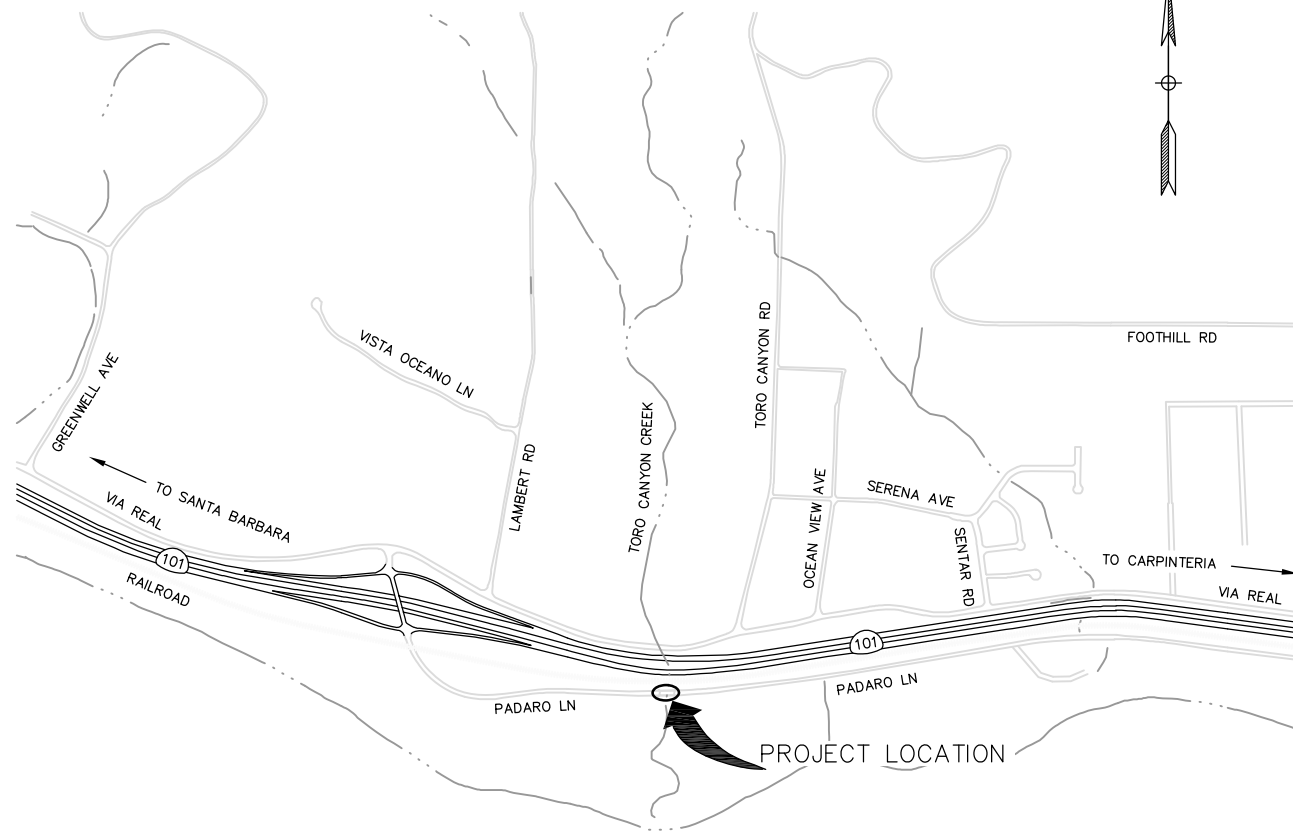 FOOTHILL RD
VISTA OCEANO LN
TORO CANYON RD
GREENWELL AVE
TORO CANYON CREEK
LAMBERT RD
OCEAN VIEW AVE
SERENA AVE
SENTAR RD
TO SANTA BARBARA
VIA REAL
101
RAILROAD
TO CARPINTERIA
VIA REAL
101
PADARO LN
PADARO LN
PROJECT LOCATION